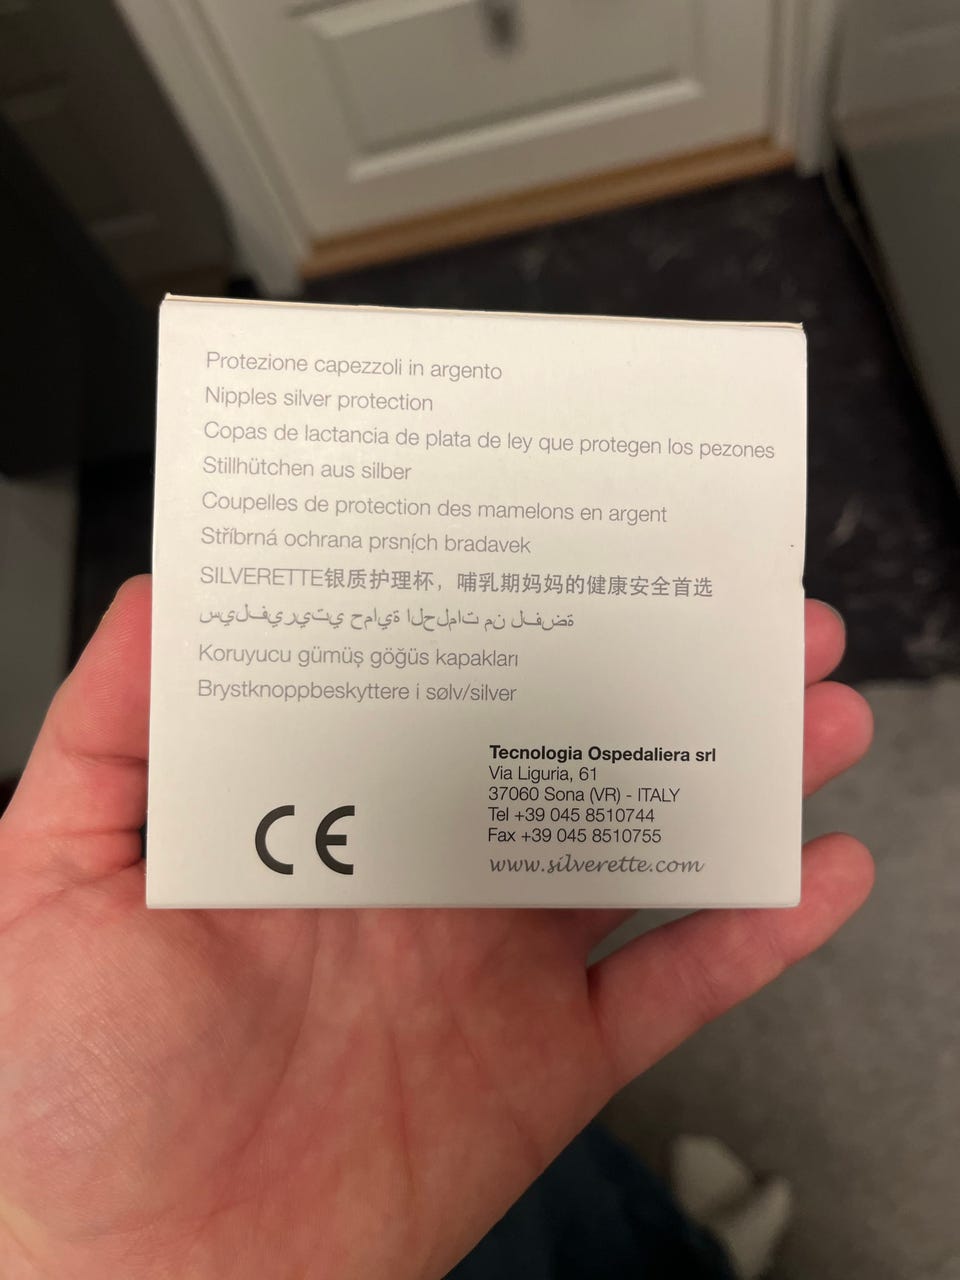 Protezione capezzoli in argento
Nipples silver protection
Copas de lactancia de plata de ley que protegen los pezones
Stillhütchen aus silber
Coupelles de protection des mamelons en argent
Stříbrná ochrana prsních bradavek
SILVERETTE银质护理杯，哺乳期妈妈的健康安全首选
سيلفيريتي حماية الحلمات من لفضة
Koruyucu gümüş göğüs kapakları
Brystknoppbeskyttere i sølv/silver
CE
Tecnologia Ospedaliera srl
Via Liguria, 61
37060 Sona (VR) - ITALY
Tel +39 045 8510744
Fax +39 045 8510755
www.silverette.com